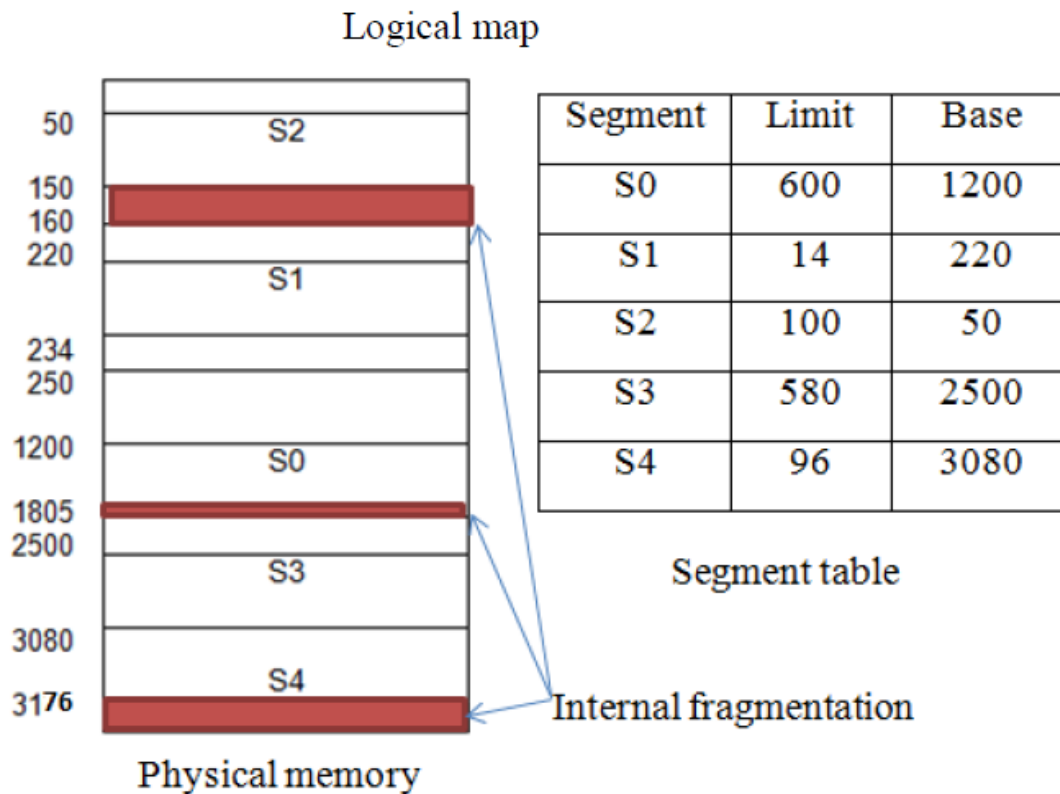 Logical map
50
S2
150
160
220
S1
234
250
1200
S0
1805
2500
S3
3080
S4
3176
Physical memory
Segment Limit Base
S0 600 1200
S1 14 220
S2 100 50
S3 580 2500
S4 96 3080
Segment table
Internal fragmentation